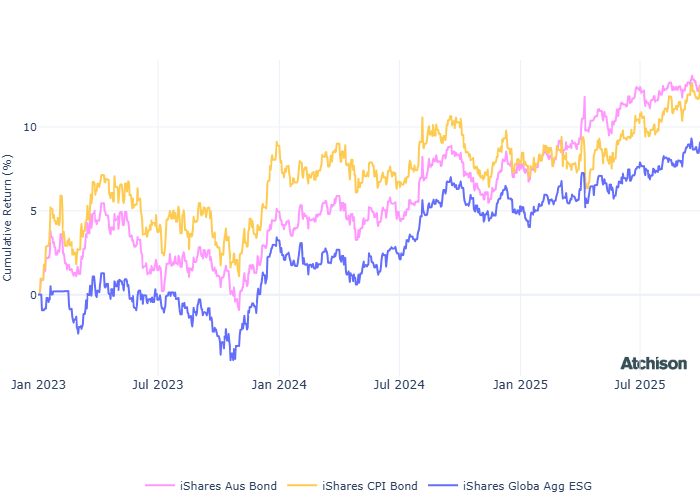 Cumulative Return (%)
10
5
0
Jan 2023
Jul 2023
Jan 2024
Jul 2024
Jan 2025
Jul 2025
Atchison
iShares Aus Bond
iShares CPI Bond
iShares Globa Agg ESG